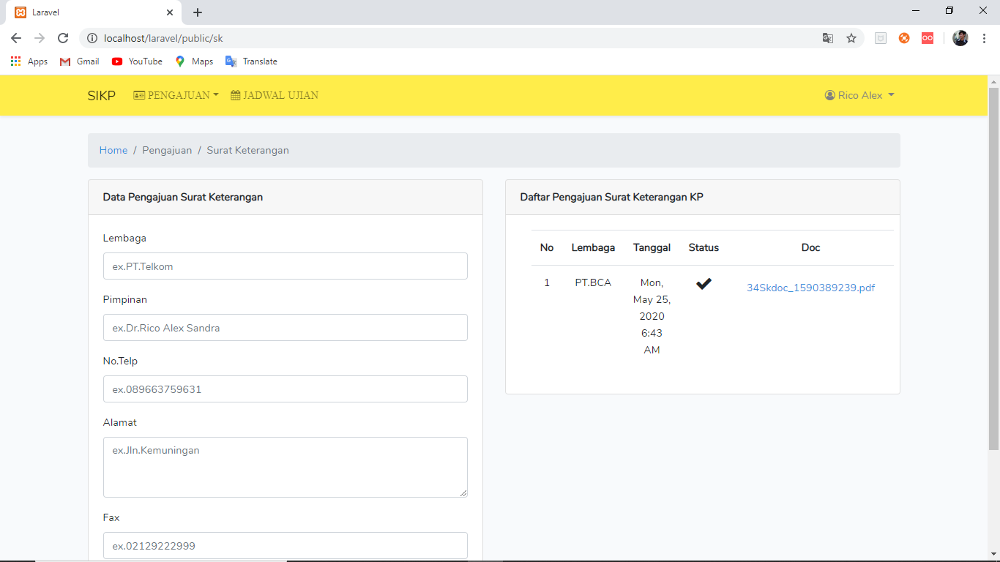 Laravel
localhost/laravel/public/sk
Apps Gmail YouTube Maps Translate
SIKP PENGAJUAN JADWAL UJIAN Rico Alex
Home / Pengajuan / Surat Keterangan
Data Pengajuan Surat Keterangan
Lembaga
ex.PT.Telkom
Pimpinan
ex.Dr.Rico Alex Sandra
No.Telp
ex.089663759631
Alamat
ex.Jln.Kemuningan
Fax
ex.02129222999
Daftar Pengajuan Surat Keterangan KP
No Lembaga Tanggal Status Doc
1 PT.BCA Mon, 34Skdoc_1590389239.pdf
May 25,
2020
6:43
AM